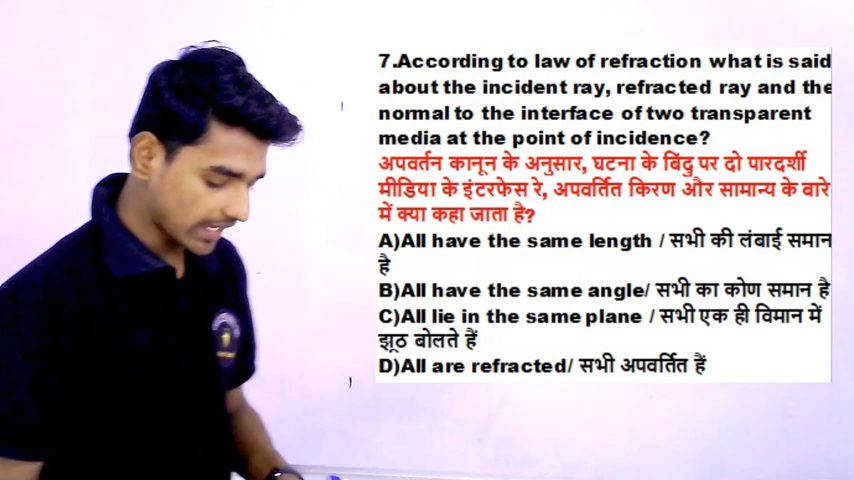 7.According to law of refraction what is said
about the incident ray, refracted ray and the
normal to the interface of two transparent
media at the point of incidence?
अपवर्तन कानून के अनुसार, घटना के बिंदु पर दो पारदर्शी
मीडिया के इंटरफेस रे, अपवर्तित किरण और सामान्य के बारे
में क्या कहा जाता है?
A)All have the same length / सभी की लंबाई समान
है
B)All have the same angle/ सभी का कोण समान है
C)All lie in the same plane / सभी एक ही विमान में
झूठ बोलते हैं
D)All are refracted/ सभी अपवर्तित हैं